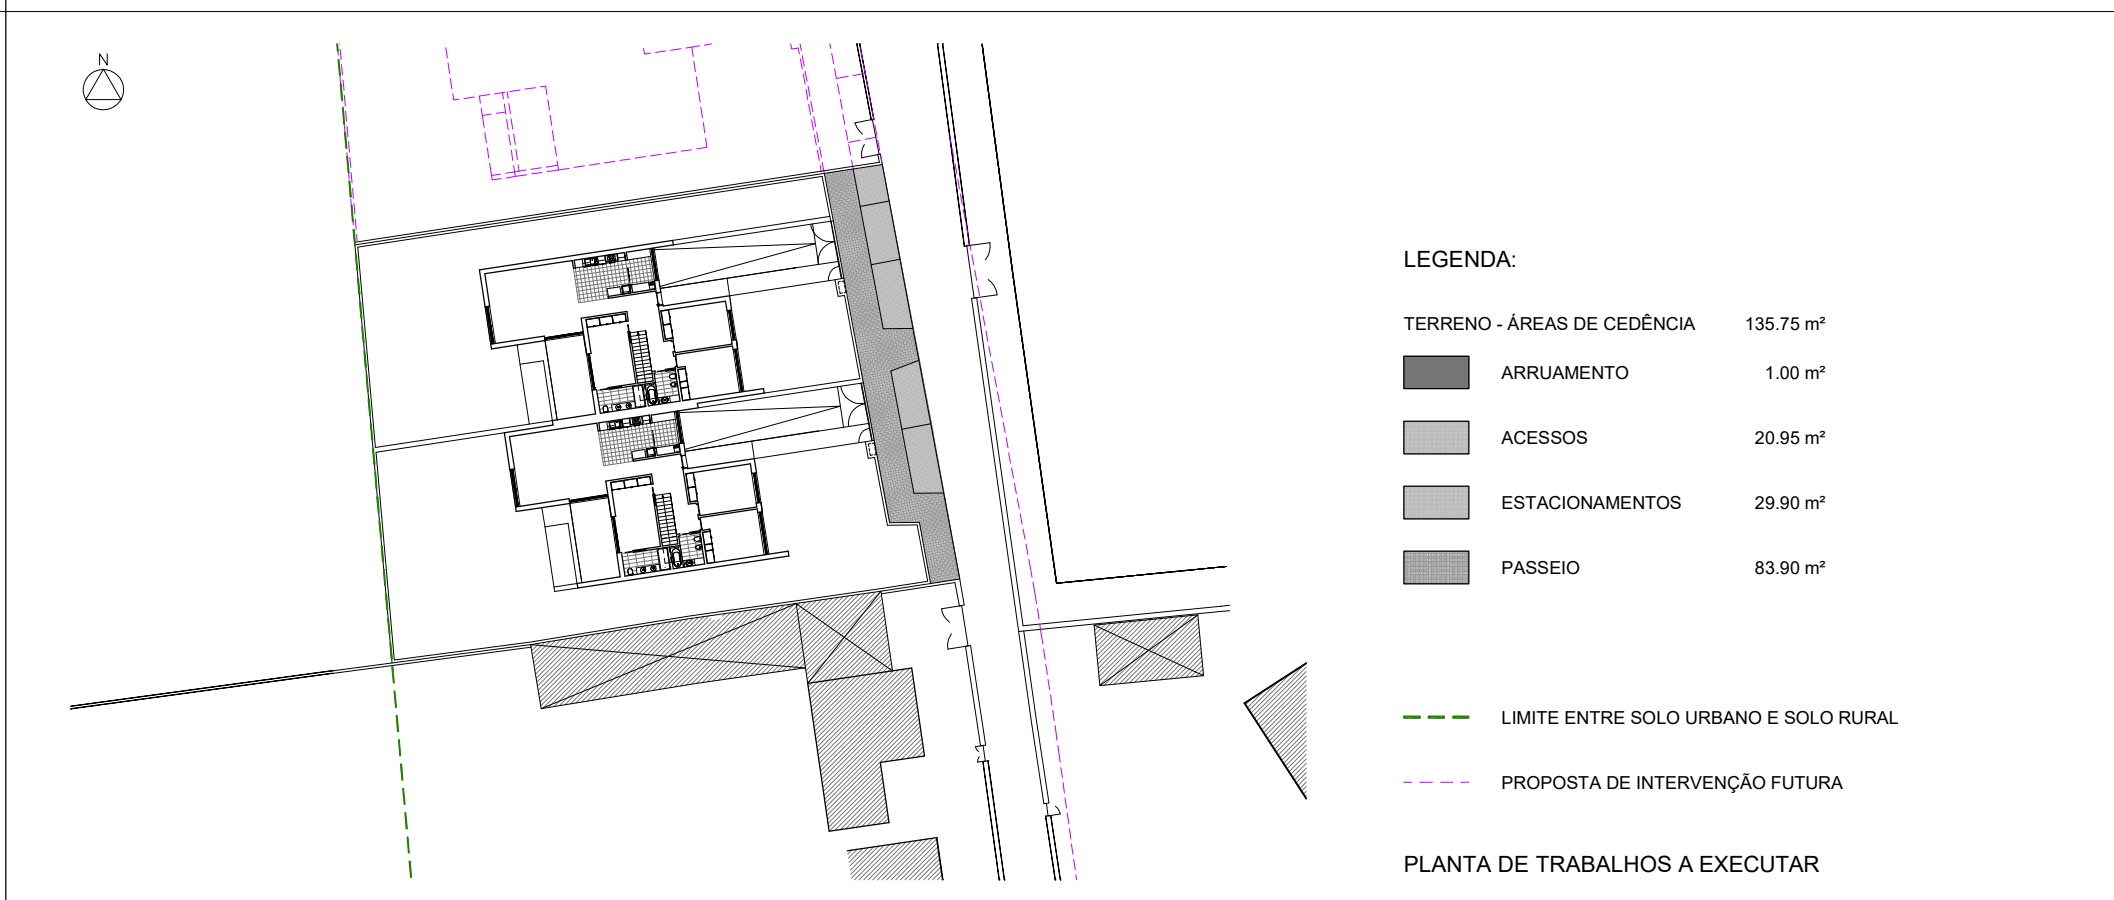 N
LEGENDA:
TERRENO - ÁREAS DE CEDÊNCIA 135.75 m²
ARRUAMENTO 1.00 m²
ACESSOS 20.95 m²
ESTACIONAMENTOS 29.90 m²
PASSEIO 83.90 m²
LIMITE ENTRE SOLO URBANO E SOLO RURAL
PROPOSTA DE INTERVENÇÃO FUTURA
PLANTA DE TRABALHOS A EXECUTAR